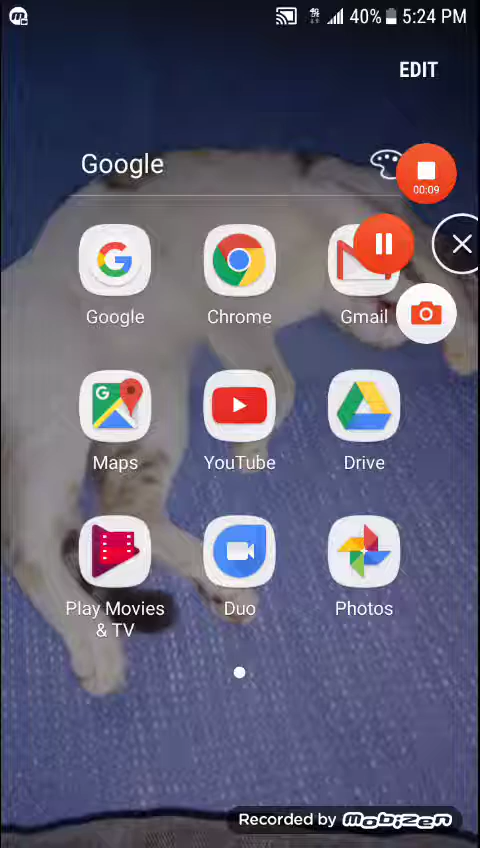 40% 5:24 PM
EDIT
Google
00:09
Google Chrome Gmail
Maps YouTube Drive
Play Movies
& TV
Duo Photos
Recorded by Mobizen